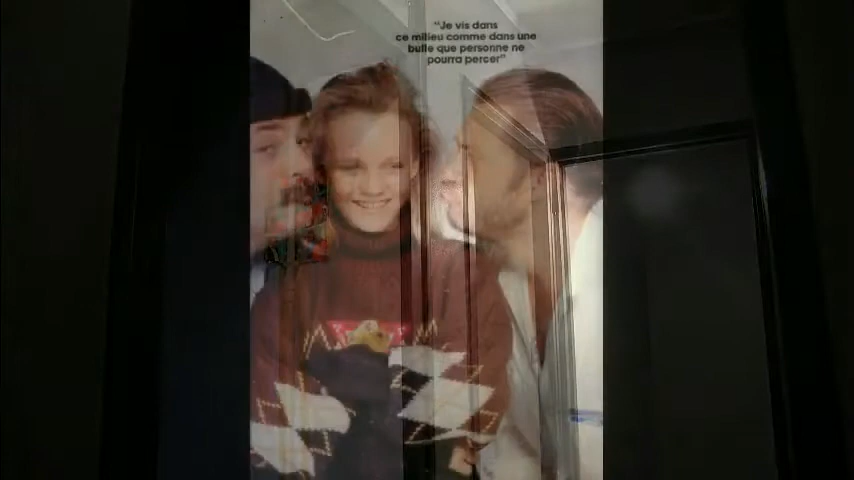 "Je vis dans
ce milieu comme dans une
bulle que personne ne
pourra percer"